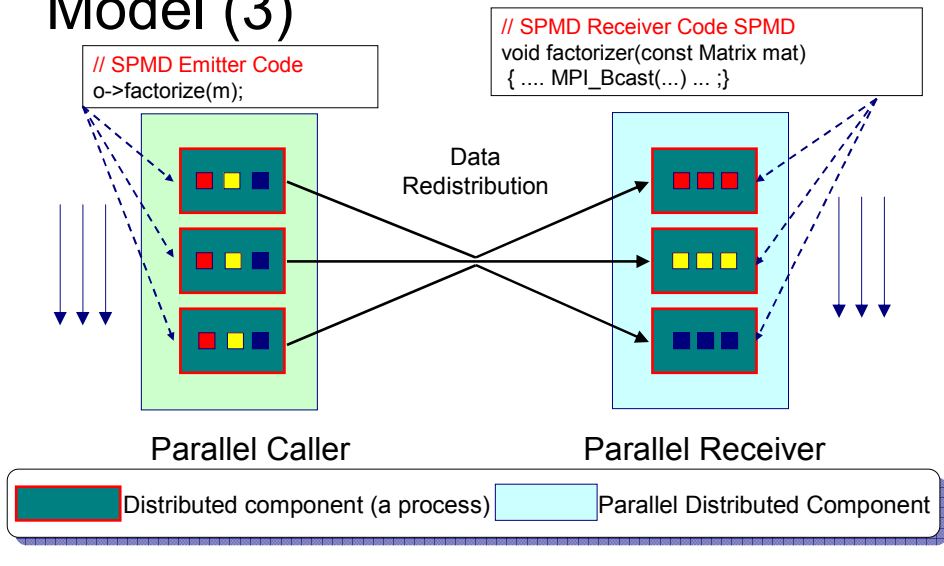 Model (3)
// SPMD Emitter Code
o->factorize(m);
// SPMD Receiver Code SPMD
void factorizer(const Matrix mat)
{ .... MPI_Bcast(...) ... ;}
Data
Redistribution
Parallel Caller
Parallel Receiver
Distributed component (a process)
Parallel Distributed Component